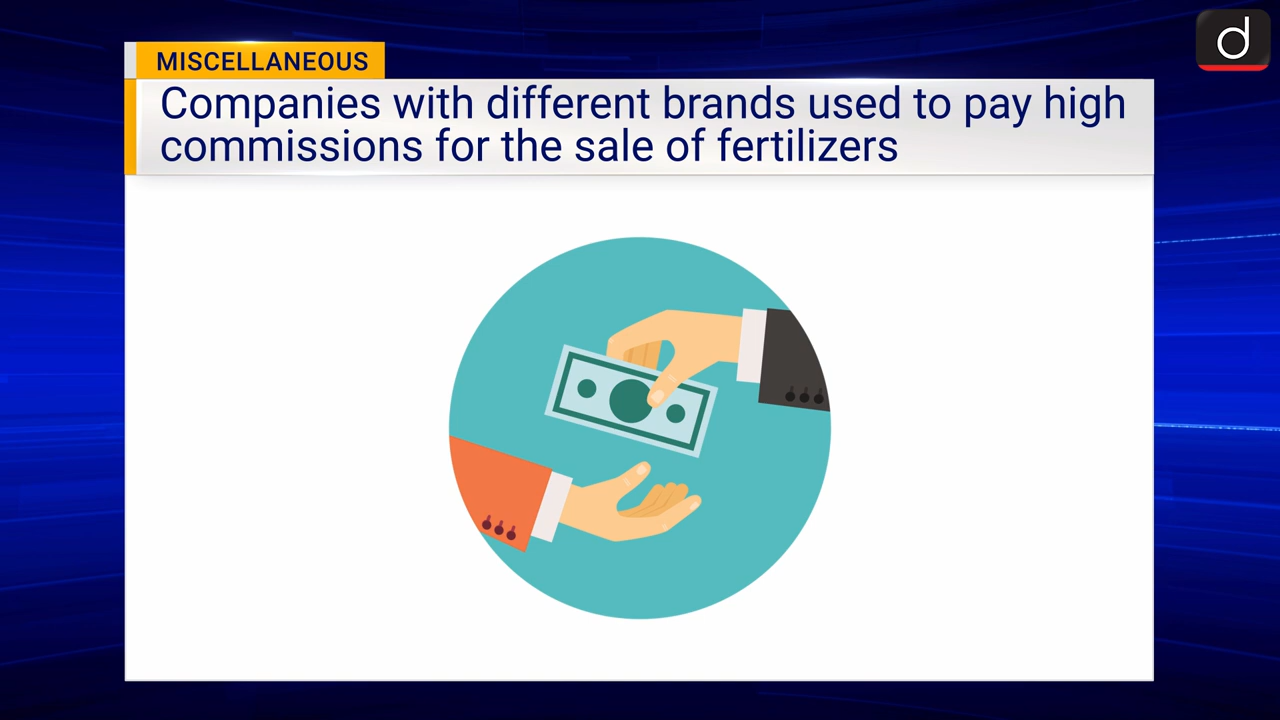 d
MISCELLANEOUS
Companies with different brands used to pay high
commissions for the sale of fertilizers